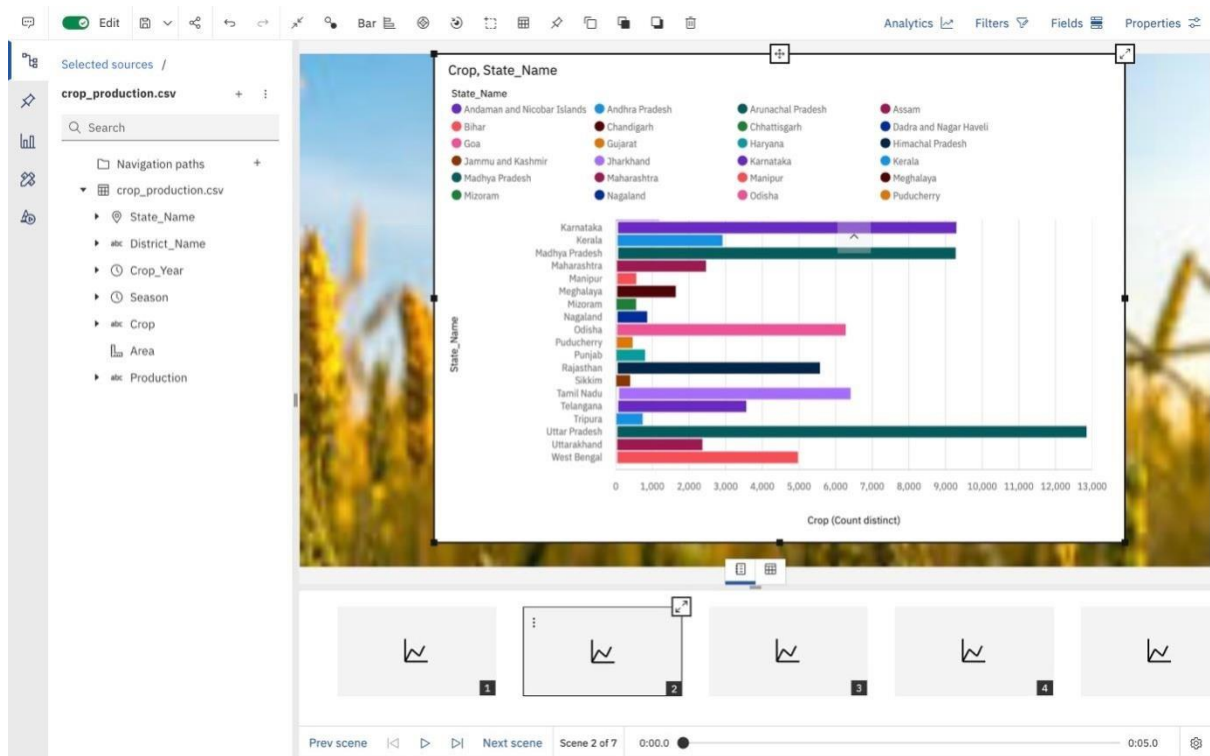 Edit
Bar
Analytics
Filters
Fields
Properties
Selected sources /
crop_production.csv
Search
Navigation paths
crop_production.csv
State_Name
abc District_Name
Crop_Year
Season
abc Crop
Area
abc Production
Crop, State_Name
State_Name
Andaman and Nicobar Islands Andhra Pradesh Arunachal Pradesh Assam
Bihar Chandigarh Chhattisgarh Dadra and Nagar Haveli
Goa Gujarat Haryana Himachal Pradesh
Jammu and Kashmir Jharkhand Karnataka Kerala
Madhya Pradesh Maharashtra Manipur Meghalaya
Mizoram Nagaland Odisha Puducherry
State_Name
Karnataka
Kerala
Madhya Pradesh
Maharashtra
Manipur
Meghalaya
Mizoram
Nagaland
Odisha
Puducherry
Punjab
Rajasthan
Sikkim
Tamil Nadu
Telangana
Tripura
Uttar Pradesh
Uttarakhand
West Bengal
0 1,000 2,000 3,000 4,000 5,000 6,000 7,000 8,000 9,000 10,000 11,000 12,000 13,000
Crop (Count distinct)
1
2
3
4
Prev scene
Next scene
Scene 2 of 7
0:00.0
0:05.0